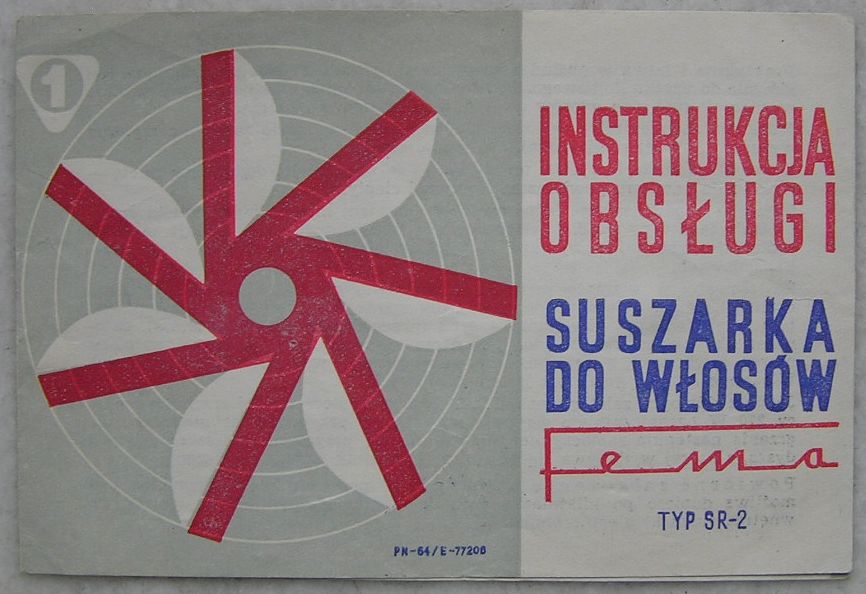 1
INSTRUKCJA
OBSŁUGI
SUSZARKA
DO WŁOSÓW
Fema
TYP SR-2
PN-64/E-77208